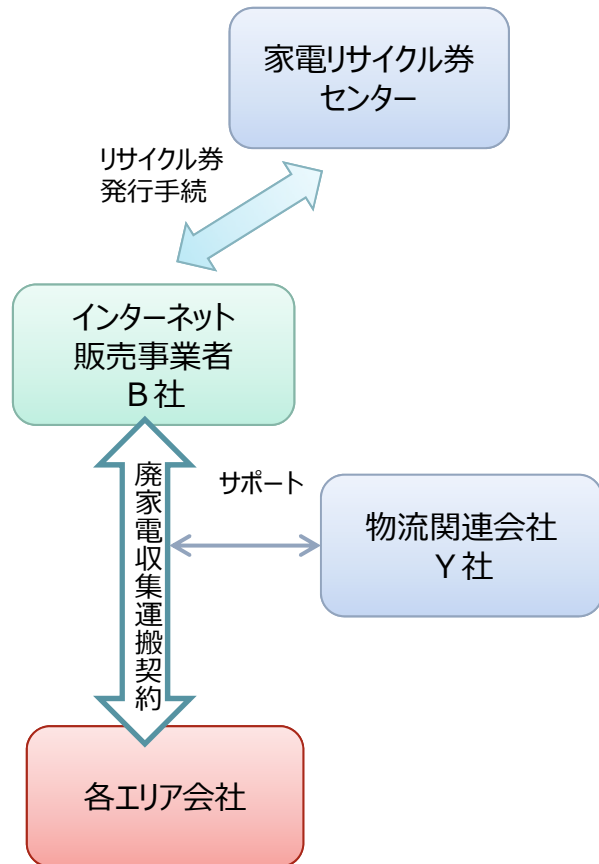 家電リサイクル券
センター
リサイクル券
発行手続
インターネット
販売事業者
Ｂ社
廃家電収集運搬契約
サポート
物流関連会社
Ｙ社
各エリア会社